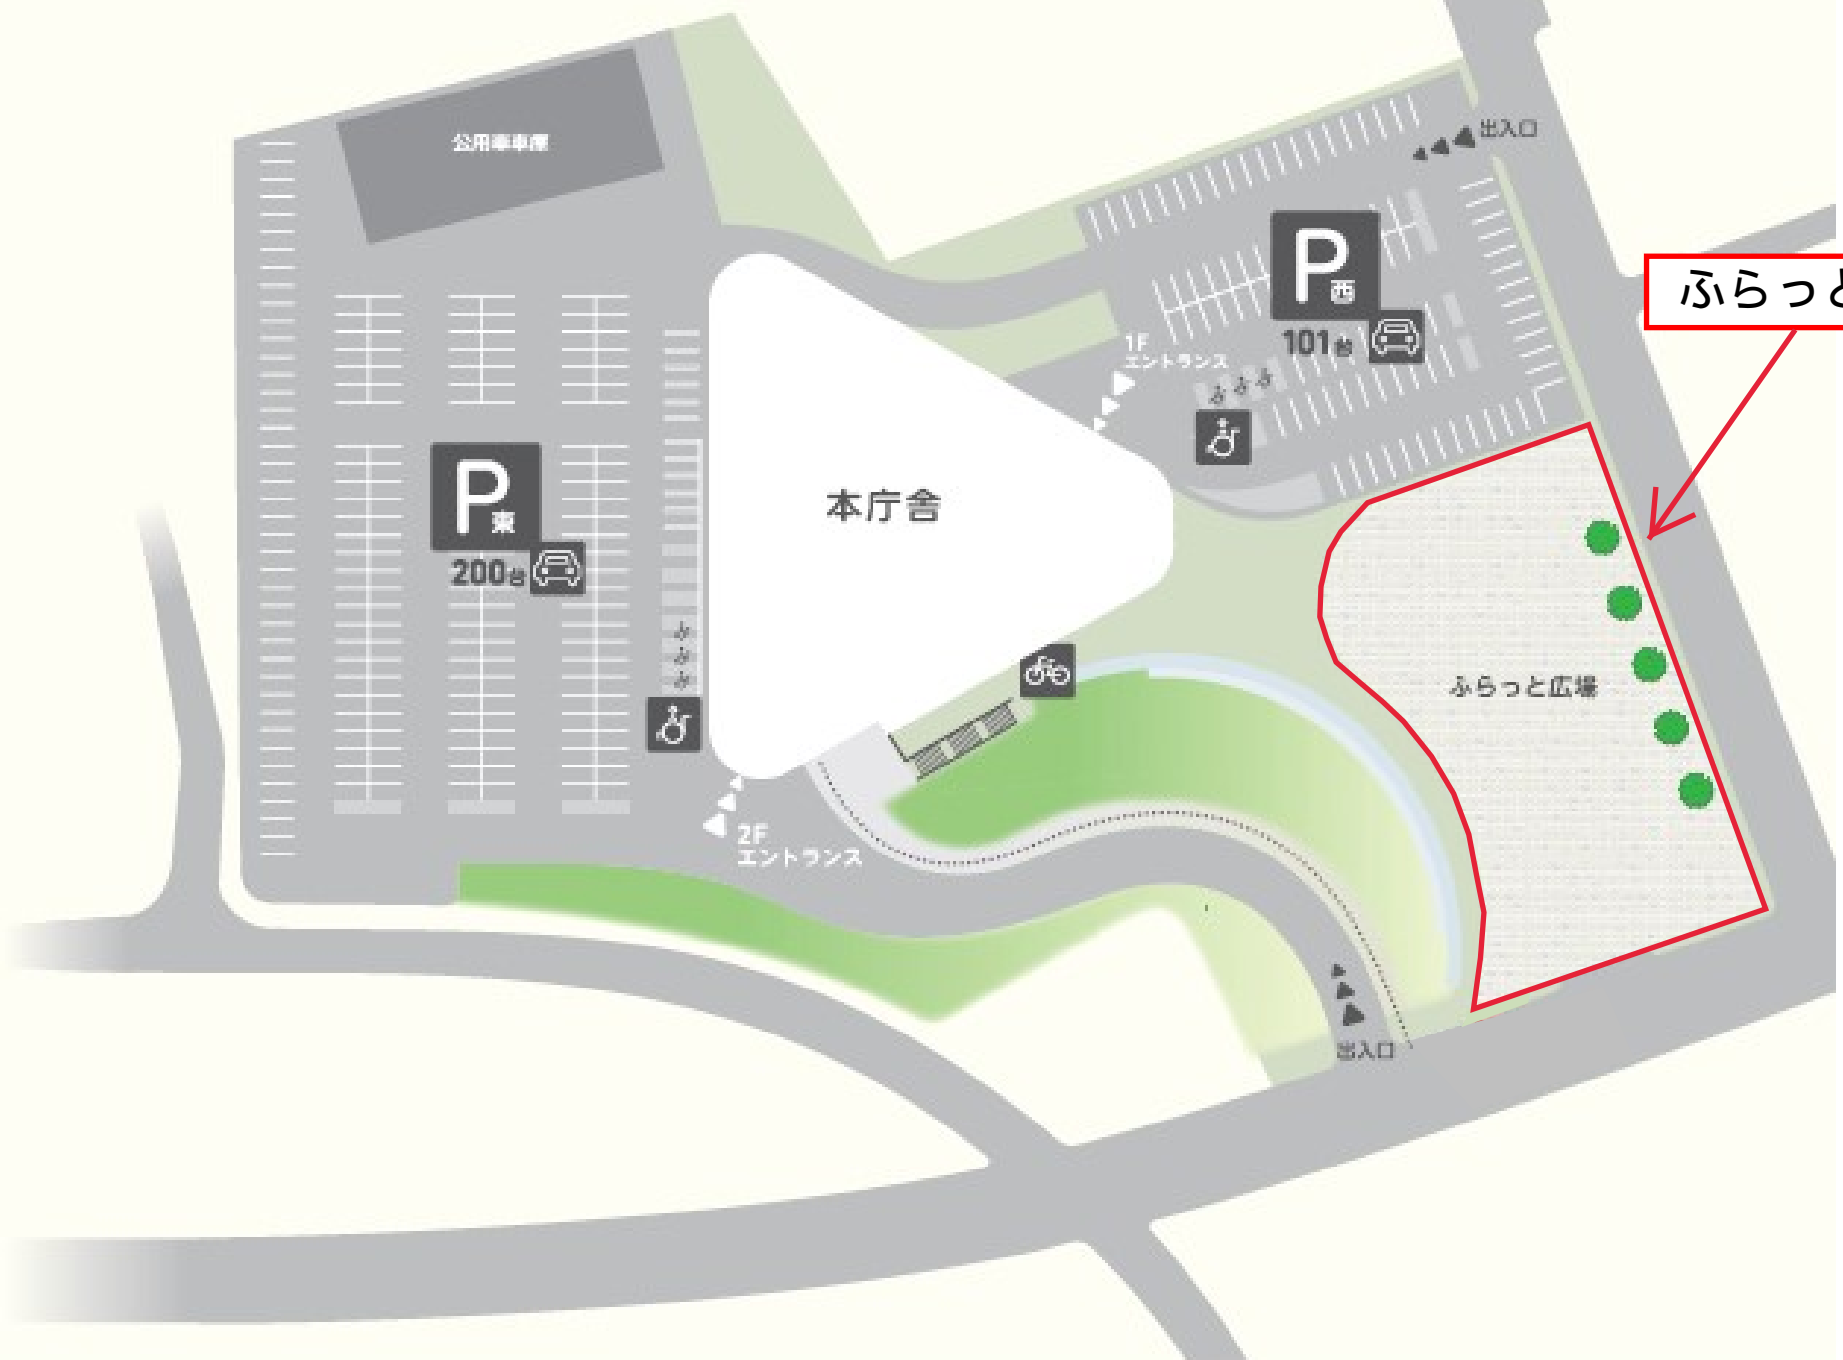 公用車車庫
出入口
P西
101台
ふらっと
1F
エントランス
本庁舎
P東
200台
ふらっと広場
2F
エントランス
出入口